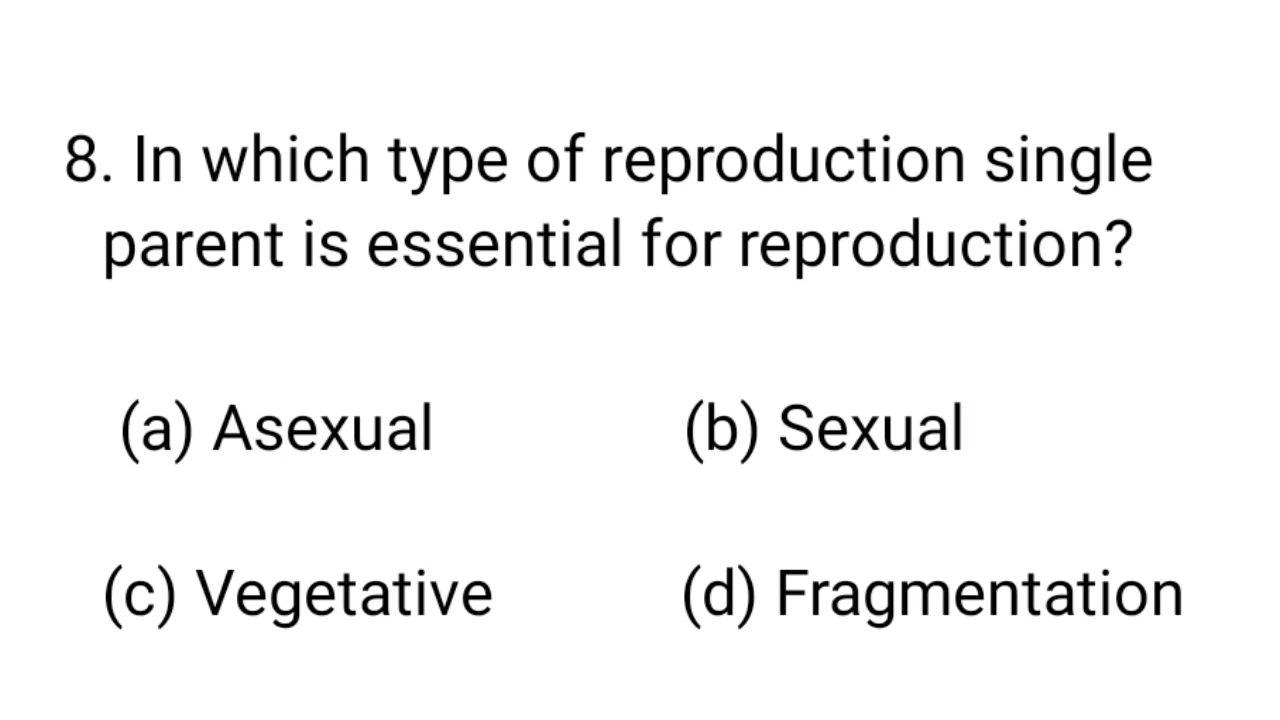 8. In which type of reproduction single
parent is essential for reproduction?
(a) Asexual (b) Sexual
(c) Vegetative (d) Fragmentation